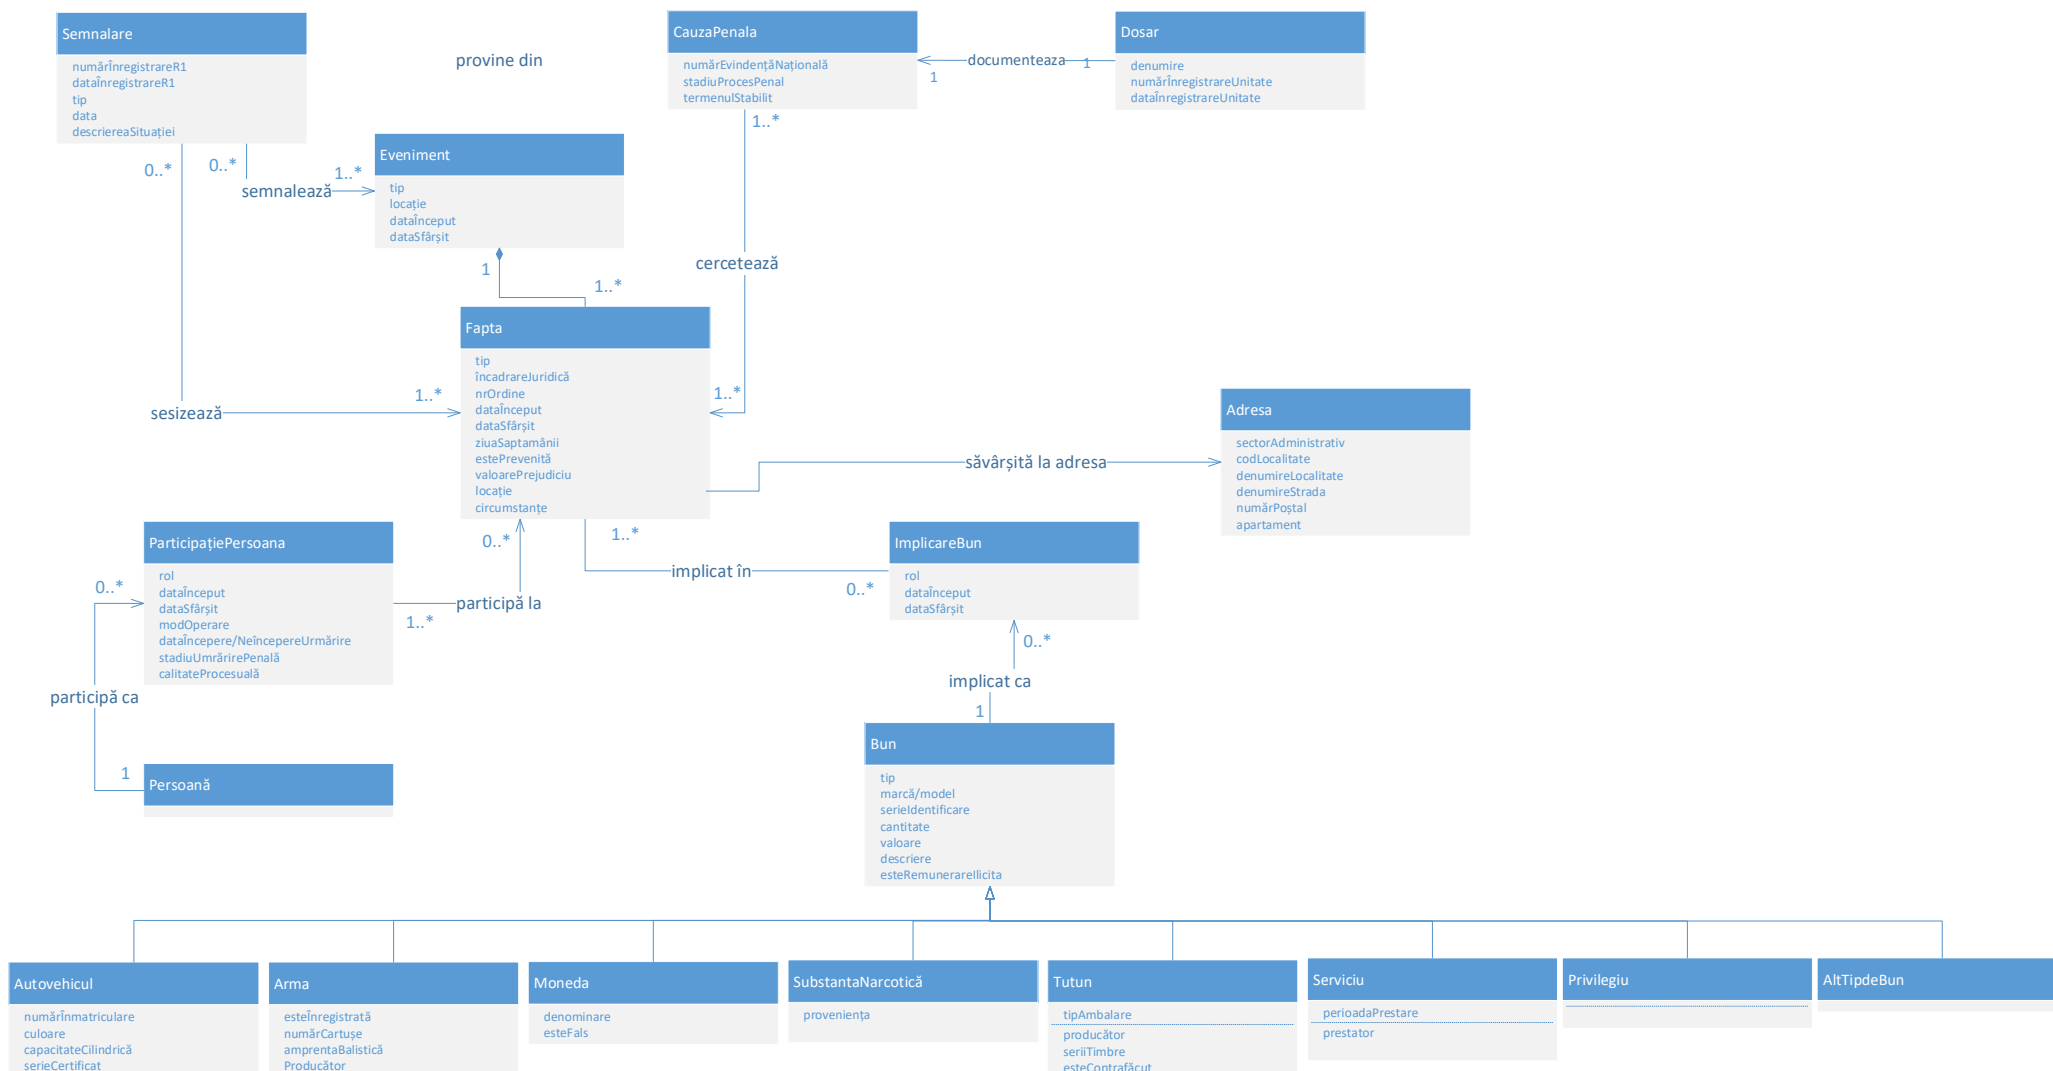 Semnalare
numărÎnregistrareR1
dataÎnregistrareR1
tip
data
descriereaSituației
provine din
CauzaPenala
numărEvindențăNațională
stadiuProcesPenal
termenulStabilit
documenteaza
1
1
Dosar
denumire
numărÎnregistrareUnitate
dataÎnregistrareUnitate
0..*
0..*
semnalează
1..*
Eveniment
tip
locație
dataÎnceput
dataSfârșit
1..*
cercetează
1..*
1
1..*
Fapta
tip
încadrareJuridică
nrOrdine
dataÎnceput
dataSfârșit
ziuaSaptamânii
estePrevenită
valoarePrejudiciu
locație
circumstanțe
sesizează
1..*
săvârșită la adresa
Adresa
sectorAdministrativ
codLocalitate
denumireLocalitate
denumireStrada
numărPoștal
apartament
ParticipațiePersoana
rol
dataÎnceput
dataSfârșit
modOperare
dataÎncepere/NeîncepereUrmărire
stadiuUmrărirePenală
calitateProcesuală
0..*
participă la
1..*
0..*
1..*
implicat în
0..*
ImplicareBun
rol
dataÎnceput
dataSfârșit
participă ca
1
Persoană
0..*
implicat ca
1
Bun
tip
marcă/model
serieIdentificare
cantitate
valoare
descriere
esteRemunerareIlicita
Autovehicul
numărÎnmatriculare
culoare
capacitateCilindrică
serieCertificat
Arma
esteÎnregistrată
numărCartușe
amprentaBalistică
Producător
Moneda
denominare
esteFals
SubstantaNarcotică
proveniența
Tutun
tipAmbalare
producător
seriiTimbre
esteContrafăcut
Serviciu
perioadaPrestare
prestator
Privilegiu
AltTipdeBun